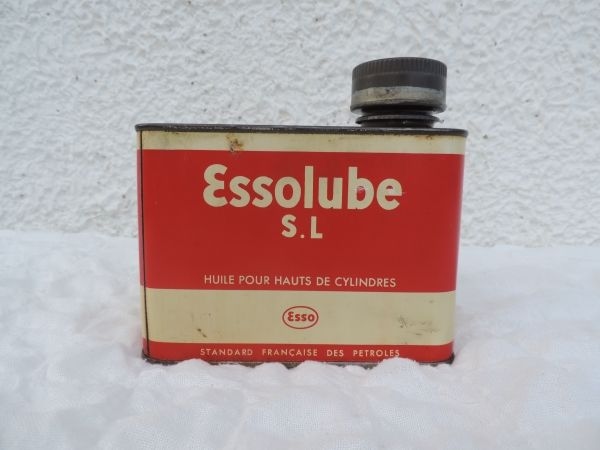 Essolube
S.L
HUILE POUR HAUTS DE CYLINDRES
Esso
STANDARD FRANÇAISE DES PETROLES